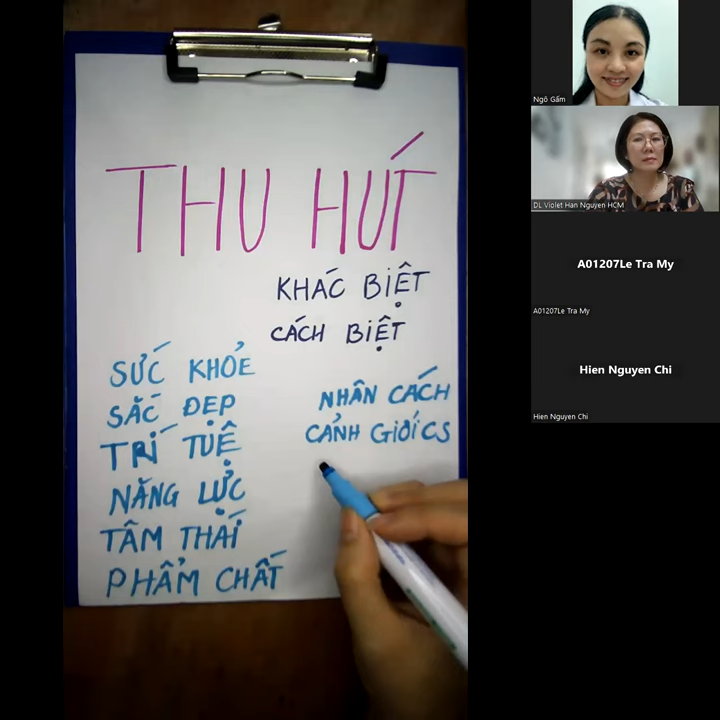 THU HÚT
KHÁC BIỆT
CÁCH BIỆT
SỨC KHỎE
SẮC ĐẸP
TRÍ TUỆ
NĂNG LỰC
TÂM THÁI
PHẨM CHẤT
NHÂN CÁCH
CẢNH GIỚI CS
Ngô Gấm
DL Violet Han Nguyen HCM
A01207Le Tra My
A01207Le Tra My
Hien Nguyen Chi
Hien Nguyen Chi